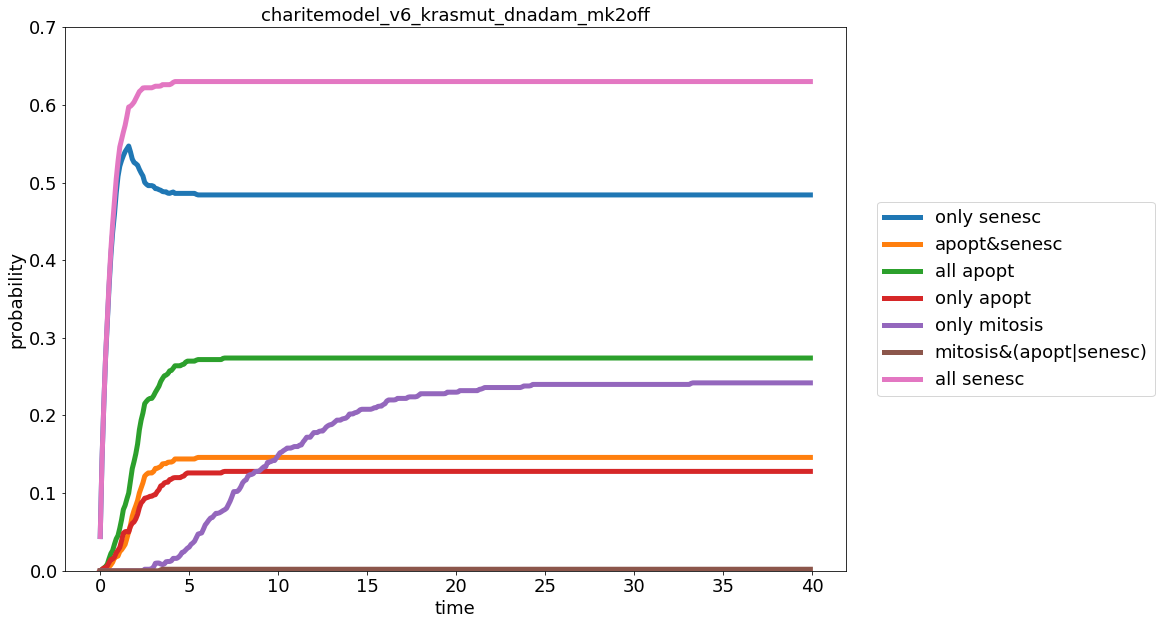 charitemodel_v6_krasmut_dnadam_mk2off
0.7
0.6
0.5
0.4
0.3
0.2
0.1
0.0
probability
0
5
10
15
20
25
30
35
40
time
only senesc
apopt&senesc
all apopt
only apopt
only mitosis
mitosis&(apopt|senesc)
all senesc